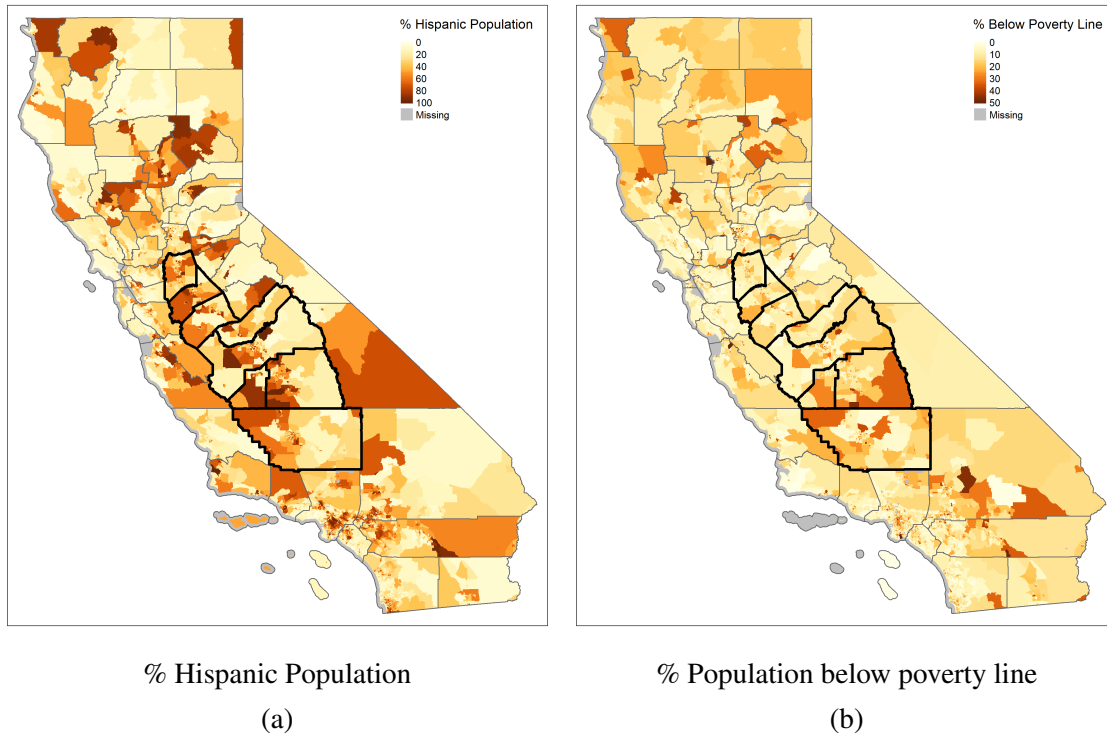 % Hispanic Population
0
20
40
60
80
100
Missing
% Below Poverty Line
0
10
20
30
40
50
Missing
% Hispanic Population
(a)
% Population below poverty line
(b)